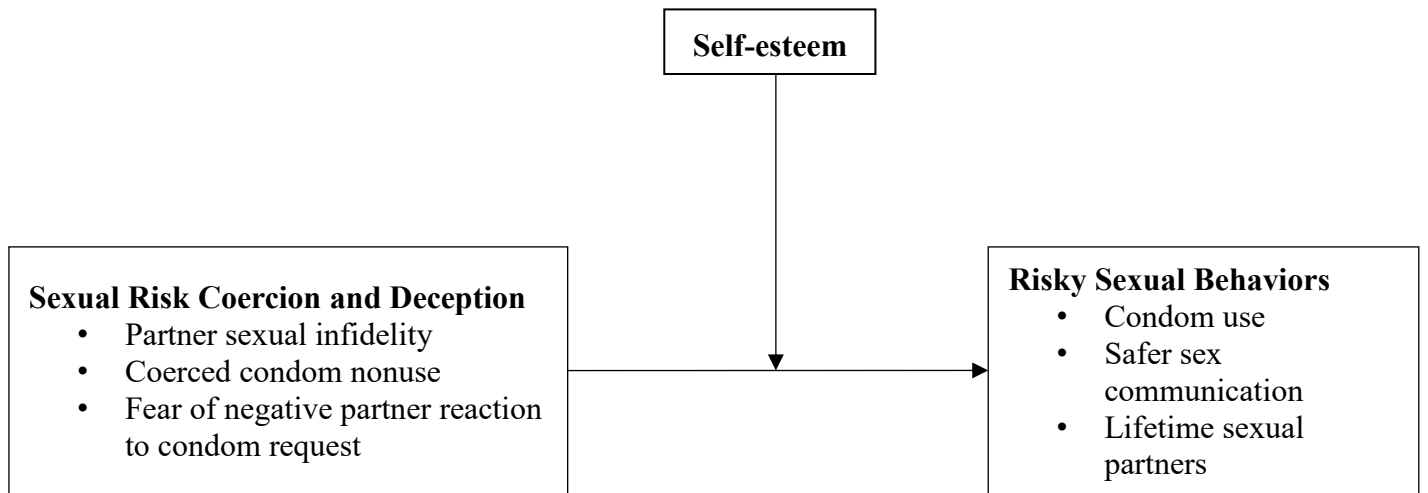 Self-esteem
Sexual Risk Coercion and Deception
• Partner sexual infidelity
• Coerced condom nonuse
• Fear of negative partner reaction
to condom request
Risky Sexual Behaviors
• Condom use
• Safer sex
communication
• Lifetime sexual
partners